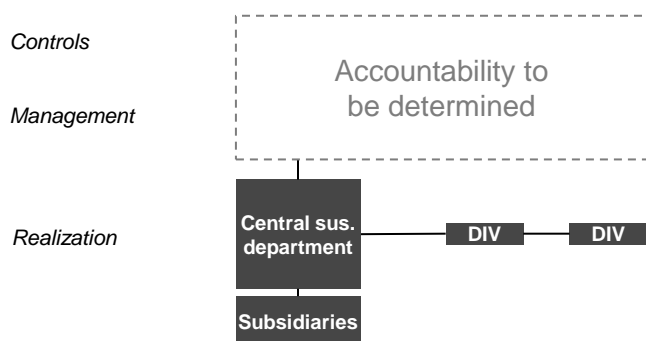 Controls
Accountability to
be determined
Management
Central sus.
department
Realization
DIV
DIV
Subsidiaries